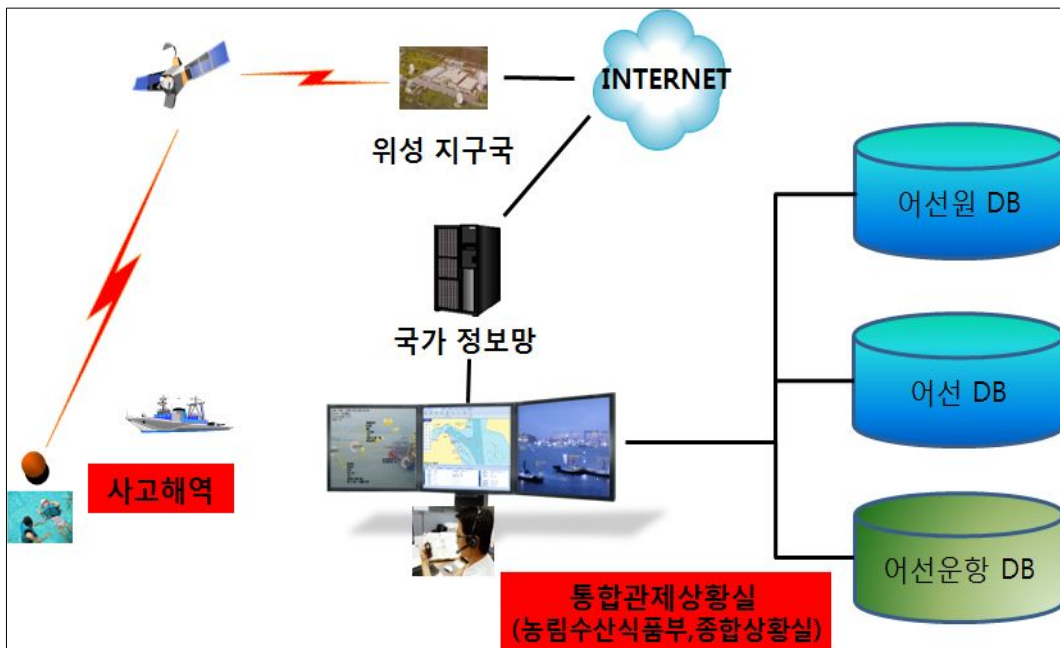 INTERNET
위성 지구국
어선원 DB
국가 정보망
어선 DB
사고해역
어선운항 DB
통합관제상황실
(농림수산식품부,종합상황실)